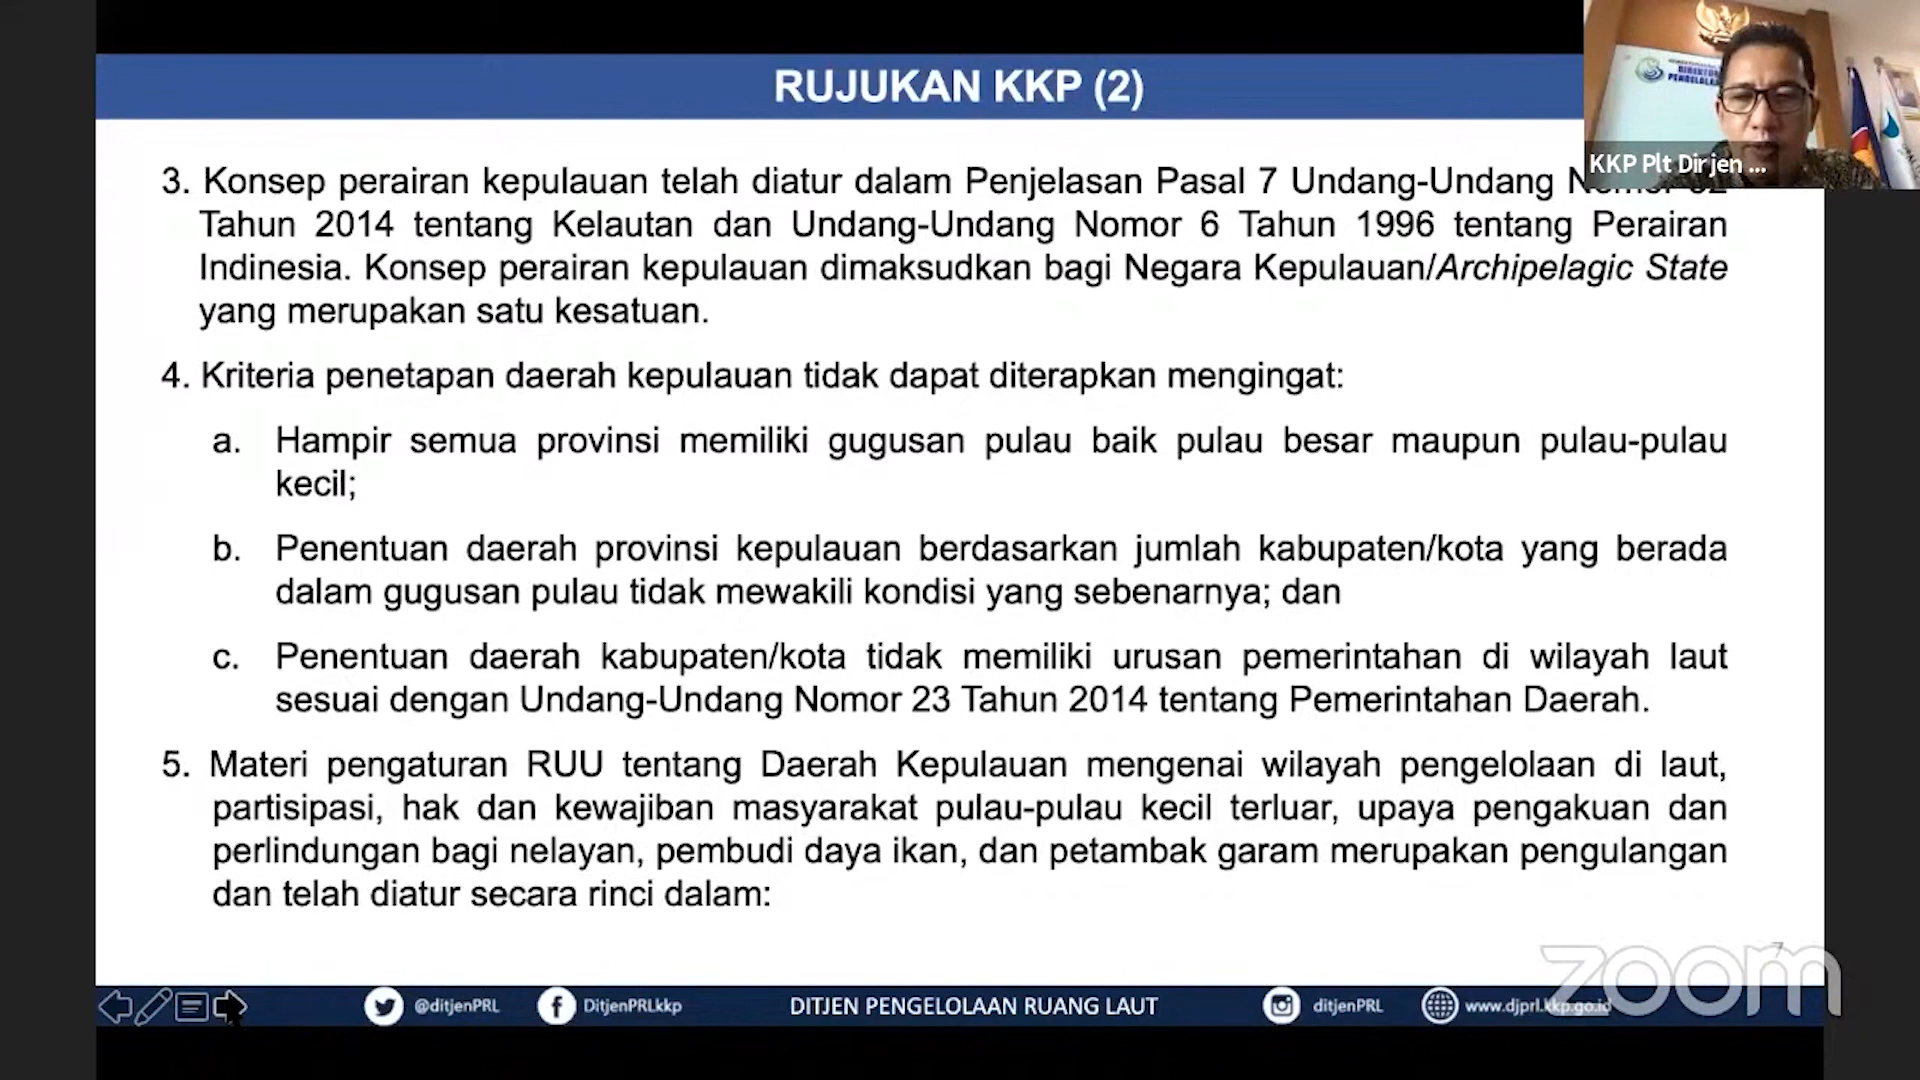 RUJUKAN KKP (2)
KKP Plt Dirjen ...
3. Konsep perairan kepulauan telah diatur dalam Penjelasan Pasal 7 Undang-Undang
Tahun 2014 tentang Kelautan dan Undang-Undang Nomor 6 Tahun 1996 tentang Perairan
Indinesia. Konsep perairan kepulauan dimaksudkan bagi Negara Kepulauan/Archipelagic State
yang merupakan satu kesatuan.
4. Kriteria penetapan daerah kepulauan tidak dapat diterapkan mengingat:
a. Hampir semua provinsi memiliki gugusan pulau baik pulau besar maupun pulau-pulau
kecil;
b. Penentuan daerah provinsi kepulauan berdasarkan jumlah kabupaten/kota yang berada
dalam gugusan pulau tidak mewakili kondisi yang sebenarnya; dan
c. Penentuan daerah kabupaten/kota tidak memiliki urusan pemerintahan di wilayah laut
sesuai dengan Undang-Undang Nomor 23 Tahun 2014 tentang Pemerintahan Daerah.
5. Materi pengaturan RUU tentang Daerah Kepulauan mengenai wilayah pengelolaan di laut,
partisipasi, hak dan kewajiban masyarakat pulau-pulau kecil terluar, upaya pengakuan dan
perlindungan bagi nelayan, pembudi daya ikan, dan petambak garam merupakan pengulangan
dan telah diatur secara rinci dalam:
7
zoom
@ditjenPRL DitjenPRLkkp DITJEN PENGELOLAAN RUANG LAUT ditjenPRL www.djprl.kkp.go.id